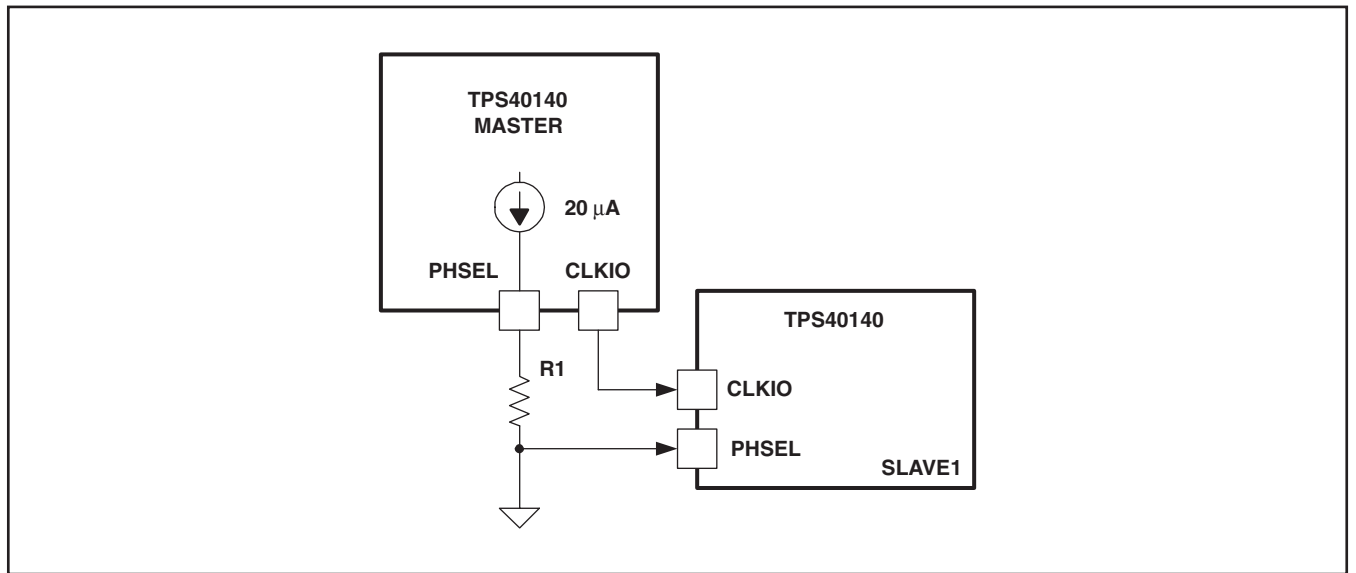 TPS40140
MASTER
20 μA
PHSEL
CLKIO
R1
TPS40140
CLKIO
PHSEL
SLAVE1